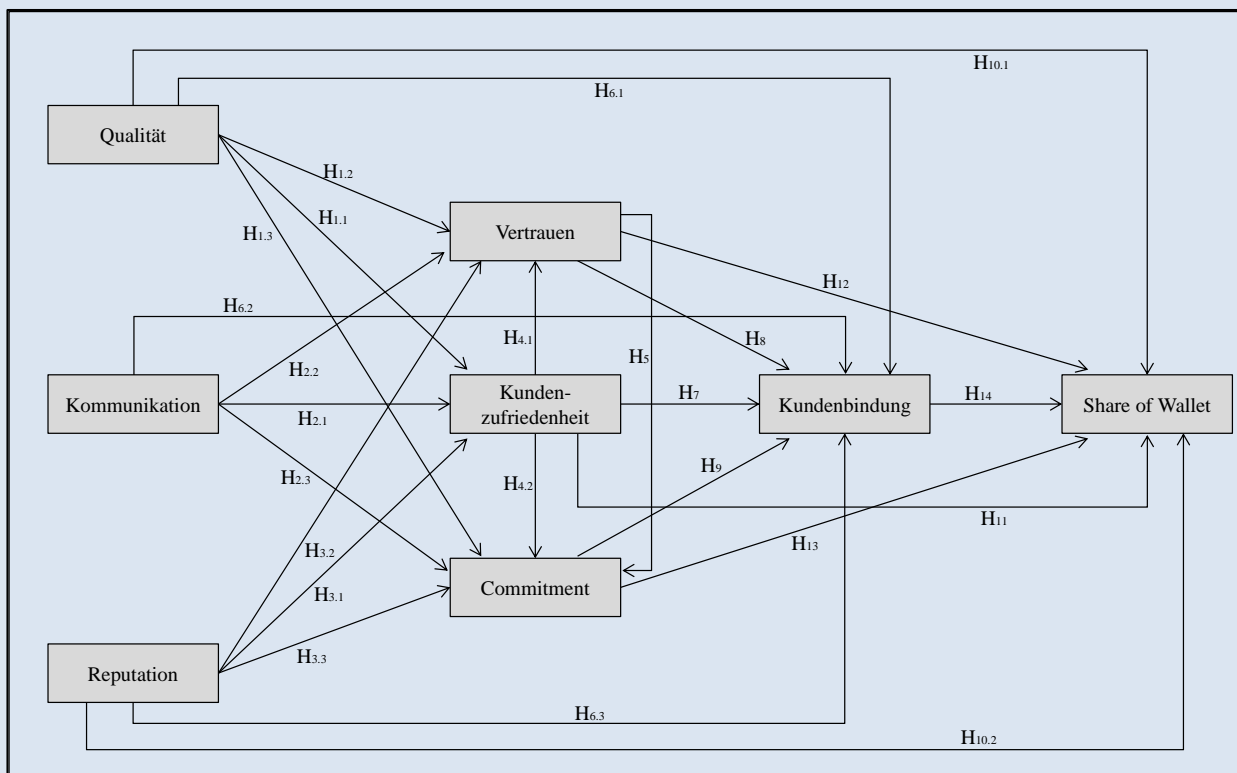 H10.1
H6.1
Qualität
H1.2
H1.1
H1.3
Vertrauen
H12
H6.2
H4.1
H8
H5
H2.2
Kommunikation
H2.1
Kunden-
zufriedenheit
H7
Kundenbindung
H14
Share of Wallet
H2.3
H4.2
H9
H11
H13
H3.2
H3.1
Commitment
H3.3
Reputation
H6.3
H10.2